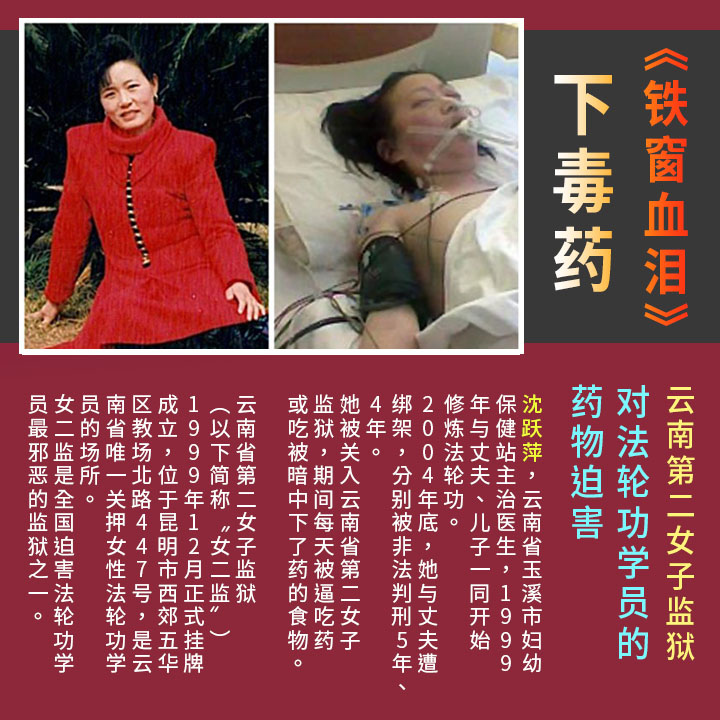 《铁窗血泪》
下毒药
云南第二女子监狱
对法轮功学员的
药物迫害
沈跃萍，云南省玉溪市妇幼
保健站主治医生，1999
年与丈夫、儿子一同开始
修炼法轮功。
2004年底，她与丈夫遭
绑架，分别被非法判刑5年、
4年。
她被关入云南省第二女子
监狱，期间每天被逼吃药
或吃被暗中下了药的食物。
云南省第二女子监狱
（以下简称〝女二监〞）
1999年12月正式挂牌
成立，位于昆明市西郊五华
区教场北路447号，是云
南省唯一关押女性法轮功学
员的场所。
女二监是全国迫害法轮功学
员最邪恶的监狱之一。